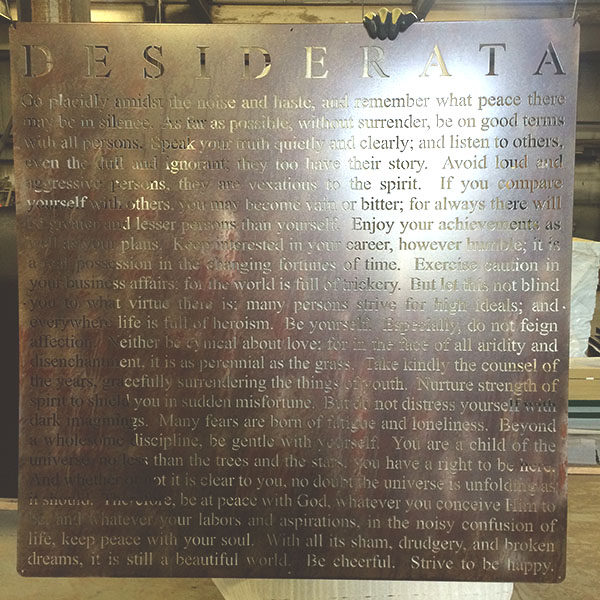 DESIDERATA
Go placidly amidst the noise and haste, and remember what peace there
may be in silence. As far as possible, without surrender, be on good terms
with all persons. Speak your truth quietly and clearly; and listen to others,
even the dull and ignorant; they too have their story. Avoid loud and
aggressive persons, they are vexations to the spirit. If you compare
yourself with others, you may become vain or bitter; for always there will
be greater and lesser persons than yourself. Enjoy your achievements as
well as your plans. Keep interested in your career, however humble; it is
a real possession in the changing fortunes of time. Exercise caution in
your business affairs; for the world is full of trickery. But let this not blind
you to what virtue there is; many persons strive for high ideals; and
everywhere life is full of heroism. Be yourself. Especially, do not feign
affection. Neither be cynical about love; for in the face of all aridity and
disenchantment, it is as perennial as the grass. Take kindly the counsel of
the years, gracefully surrendering the things of youth. Nurture strength of
spirit to shield you in sudden misfortune. But do not distress yourself with
dark imaginings. Many fears are born of fatigue and loneliness. Beyond
a wholesome discipline, be gentle with yourself. You are a child of the
universe, no less than the trees and the stars, you have a right to be here.
And whether or not it is clear to you, no doubt the universe is unfolding as
it should. Therefore, be at peace with God, whatever you conceive Him to
be, and whatever your labors and aspirations, in the noisy confusion of
life, keep peace with your soul. With all its sham, drudgery, and broken
dreams, it is still a beautiful world. Be cheerful. Strive to be happy.